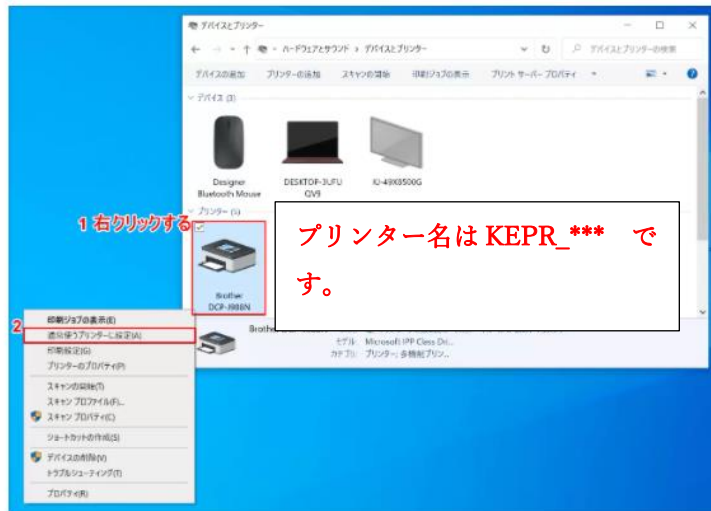 デバイスとプリンター
ハードウェアとサウンド › デバイスとプリンター
デバイスとプリンターの検索
デバイスの追加 プリンターの追加 スキャンの開始 印刷ジョブの表示 プリント サーバー プロパティ »
デバイス (3)
Designer
Bluetooth Mouse
DESKTOP-3UFU
QV9
KJ-49X8500G
プリンター (5)
1 右クリックする
プリンター名は KEPR_*** で
す。
Brother
DCP-J988N
Brother
モデル: Microsoft IPP Class Dri...
カテゴリ: プリンター; 多機能プリン...
2
印刷ジョブの表示(E)
通常使うプリンターに設定(A)
印刷設定(G)
プリンターのプロパティ(P)
スキャンの開始(T)
スキャン プロファイル(F)...
スキャン プロパティ(C)
ショートカットの作成(S)
デバイスの削除(V)
トラブルシューティング(T)
プロパティ(R)